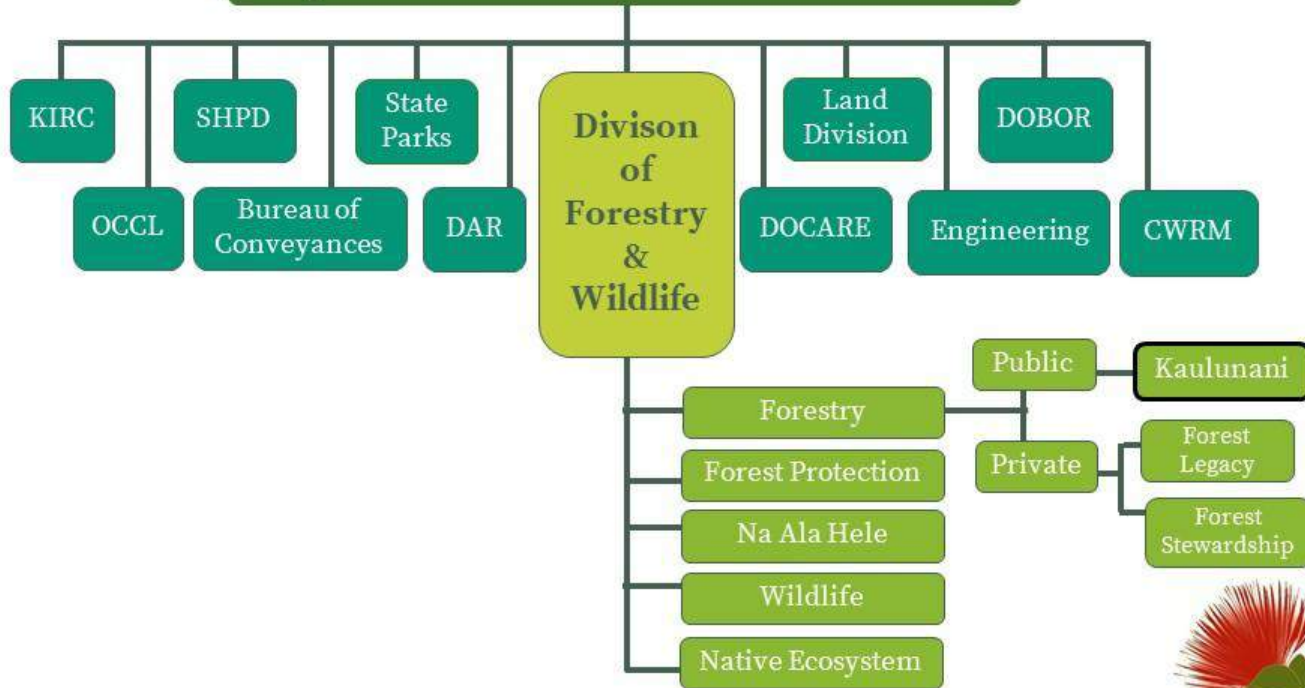 KIRC
SHPD
State
Parks
Land
Division
DOBOR
OCCL
Bureau of
Conveyances
DAR
Divison
of
Forestry
&
Wildlife
DOCARE
Engineering
CWRM
Forestry
Forest Protection
Na Ala Hele
Wildlife
Native Ecosystem
Public
Kaulunani
Private
Forest
Legacy
Forest
Stewardship